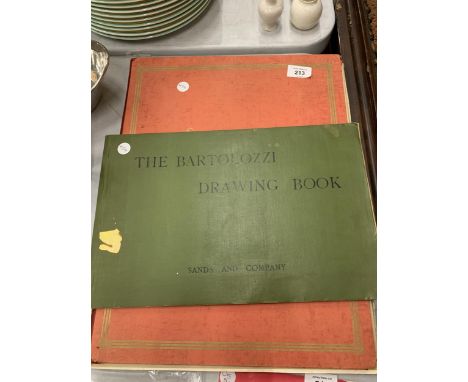 213
THE BARTOLOZZI
DRAWING BOOK
SANDS AND COMPANY